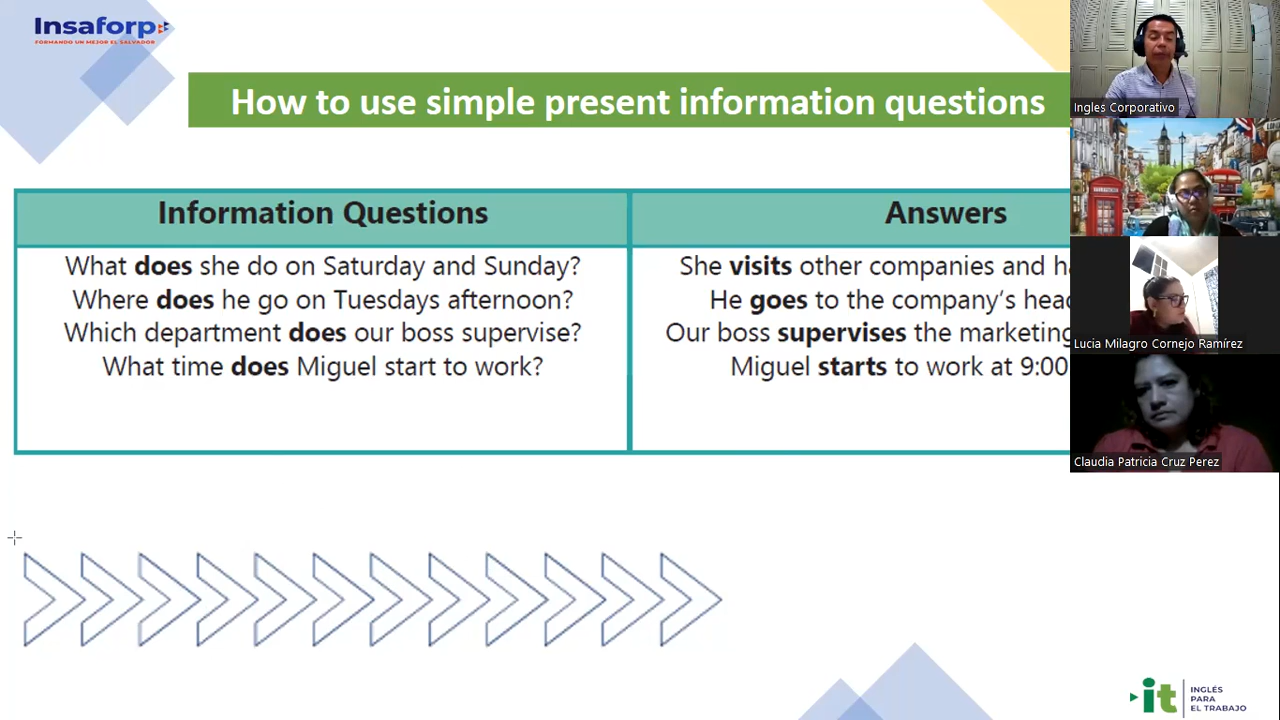 Insaforp
FORMANDO UN MEJOR EL SALVADOR
How to use simple present information questions
Information Questions
What does she do on Saturday and Sunday?
Where does he go on Tuesdays afternoon?
Which department does our boss supervise?
What time does Miguel start to work?
Answers
She visits other companies and
He goes to the company's
Our boss supervises the marketing
Miguel starts to work at 9:00
Ingles Corporativo
Lucia Milagro Cornejo Ramírez
Claudia Patricia Cruz Perez
it
INGLÉS
PARA
EL TRABAJO